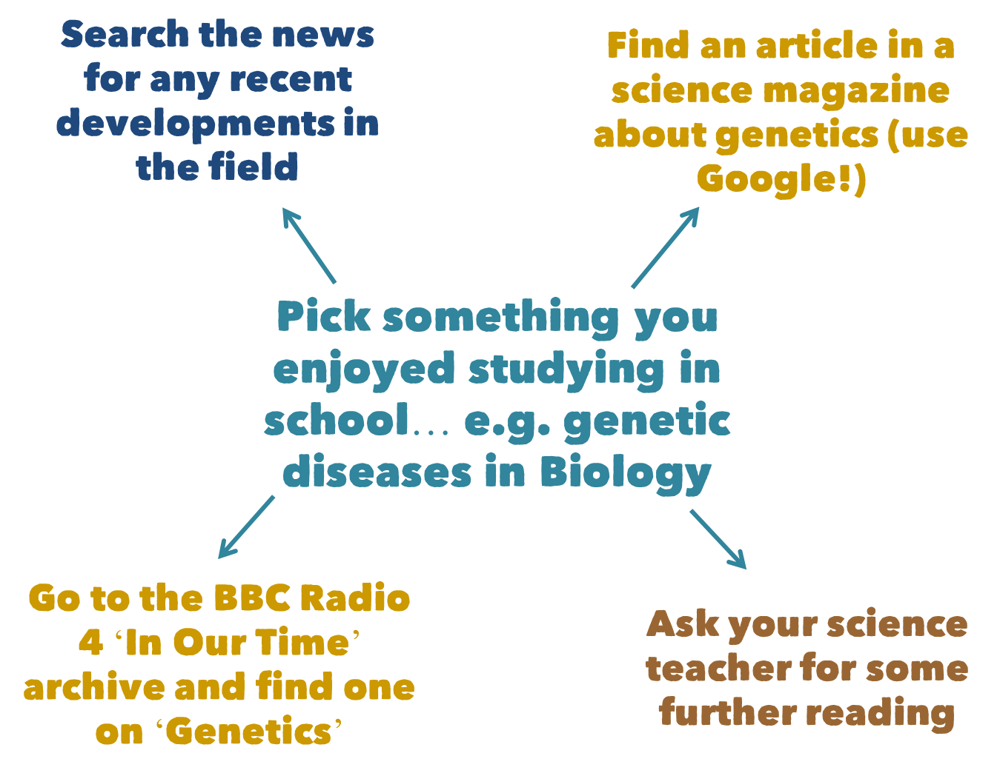 Search the news
for any recent
developments in
the field
Find an article in a
science magazine
about genetics (use
Google!)
Pick something you
enjoyed studying in
school... e.g. genetic
diseases in Biology
Go to the BBC Radio
4 ‘In Our Time’
archive and find one
on ‘Genetics’
Ask your science
teacher for some
further reading